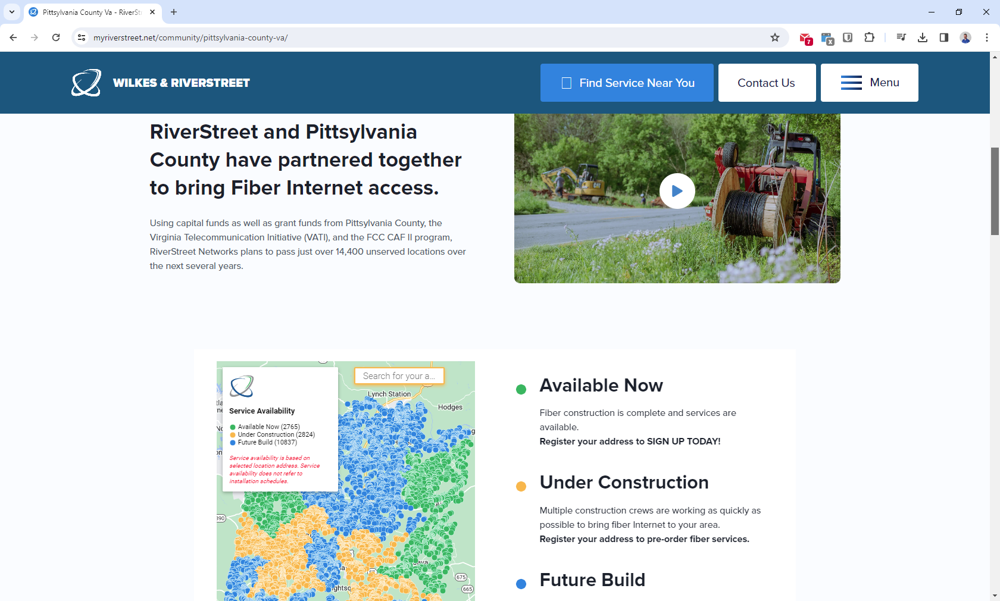 Pittsylvania County Va - RiverSt
myriverstreet.net/community/pittsylvania-county-va/
7
x
WILKES & RIVERSTREET
Find Service Near You
Contact Us
Menu
RiverStreet and Pittsylvania
County have partnered together
to bring Fiber Internet access.
Using capital funds as well as grant funds from Pittsylvania County, the
Virginia Telecommunication Initiative (VATI), and the FCC CAF II program,
RiverStreet Networks plans to pass just over 14,400 unserved locations over
the next several years.
Search for your a...
Lynch Station
Hodges
Service Availability
Available Now (2765)
Under Construction (2824)
Future Build (10837)
Service availability is based on
selected location address. Service
availability does not refer to
installation schedules.
390
675
665
Available Now
Fiber construction is complete and services are
available.
Register your address to SIGN UP TODAY!
Under Construction
Multiple construction crews are working as quickly as
possible to bring fiber Internet to your area.
Register your address to pre-order fiber services.
Future Build